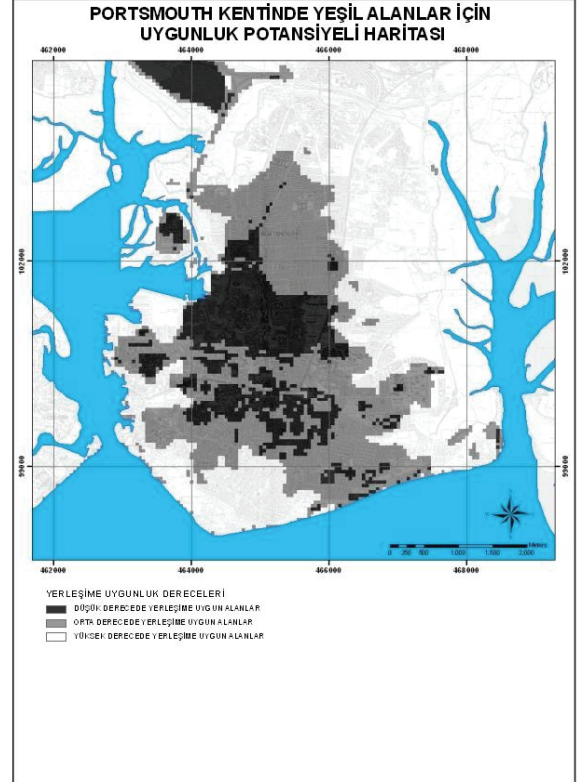 PORTSMOUTH KENTİNDE YEŞİL ALANLAR İÇİN
UYGUNLUK POTANSİYELİ HARİTASI
462000 464000 466000 468000
102000 102000
99000 99000
0 250 500 1.000 1.500 2.000 Meters
462000 464000 466000 468000
YERLEŞİME UYGUNLUK DERECELERİ
DÜŞÜK DERECEDE YERLEŞİME UYGUN ALANLAR
ORTA DERECEDE YERLEŞİME UYGUN ALANLAR
YÜKSEK DERECEDE YERLEŞİME UYGUN ALANLAR